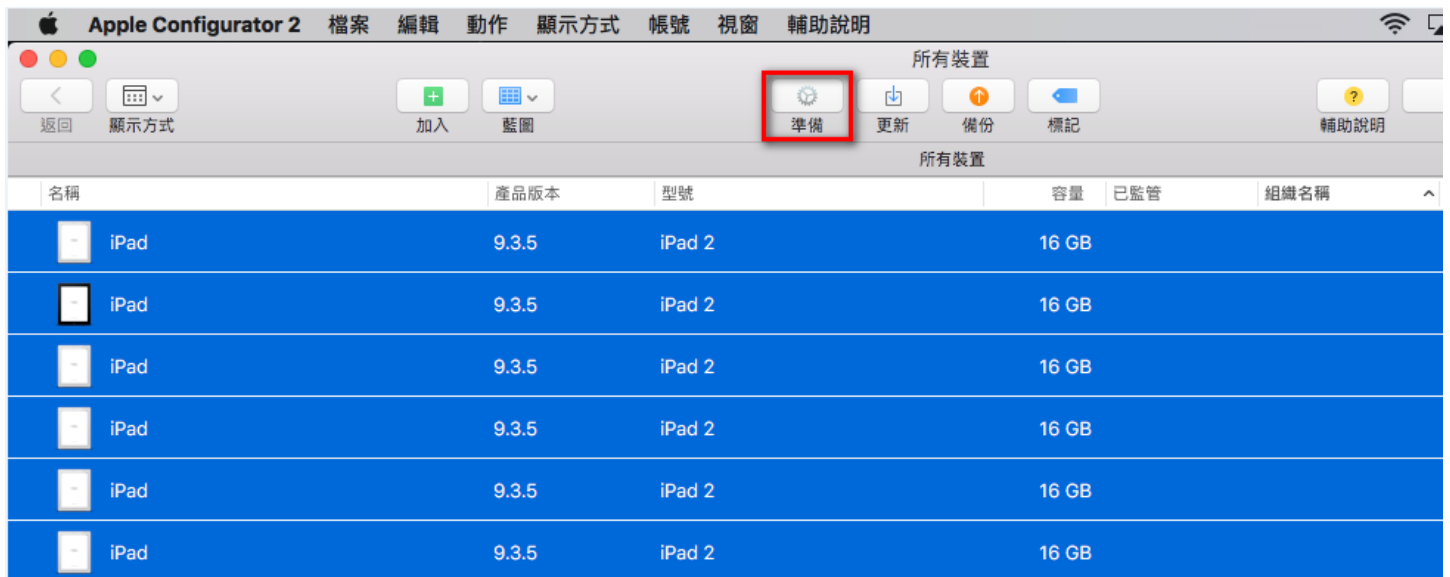 Apple Configurator 2 檔案 編輯 動作 顯示方式 帳號 視窗 輔助說明
所有裝置
返回 顯示方式 加入 藍圖 準備 更新 備份 標記 輔助說明
所有裝置
名稱 產品版本 型號 容量 已監管 組織名稱
iPad 9.3.5 iPad 2 16 GB
iPad 9.3.5 iPad 2 16 GB
iPad 9.3.5 iPad 2 16 GB
iPad 9.3.5 iPad 2 16 GB
iPad 9.3.5 iPad 2 16 GB
iPad 9.3.5 iPad 2 16 GB